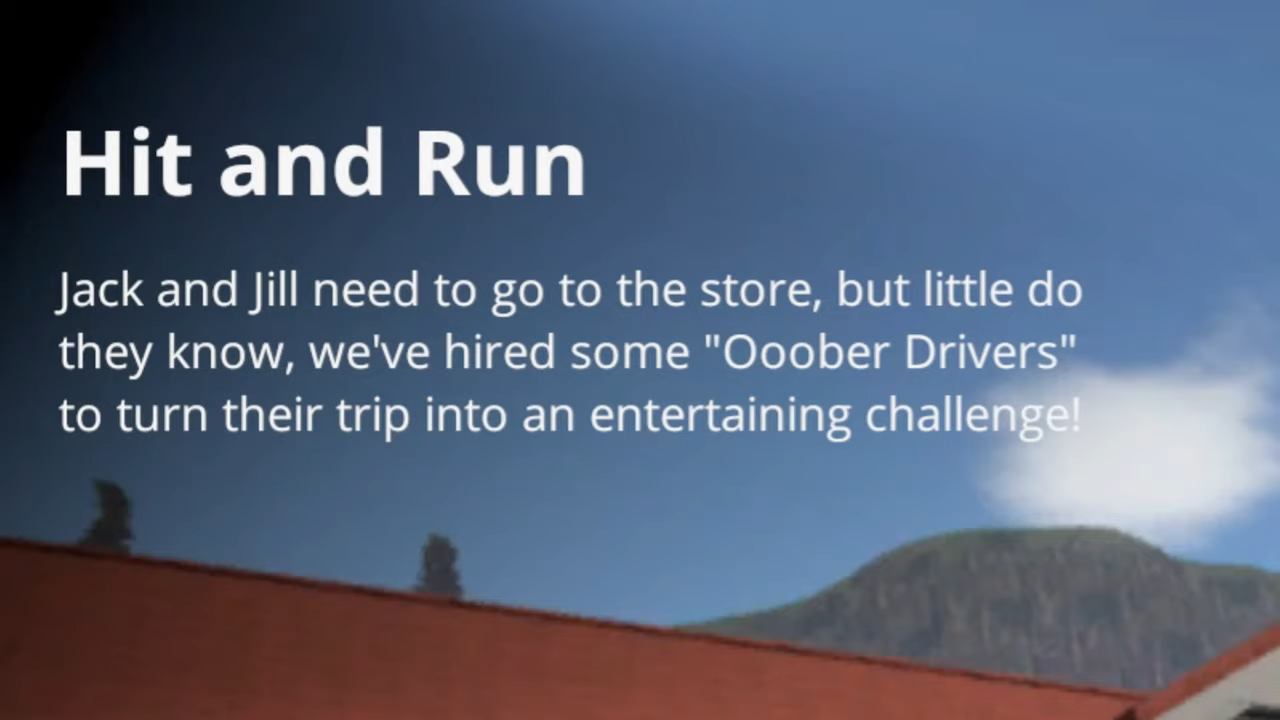 Hit and Run
Jack and Jill need to go to the store, but little do
they know, we've hired some "Ooober Drivers"
to turn their trip into an entertaining challenge!